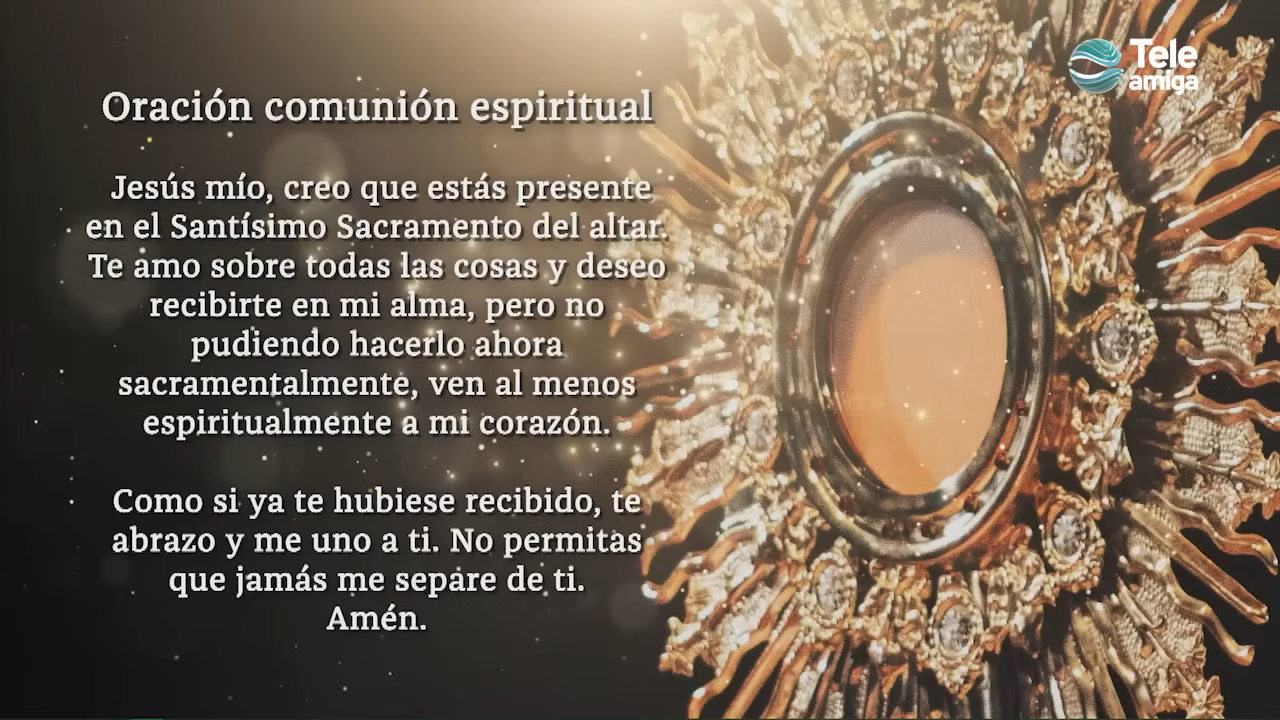 Tele
amiga
Oración comunión espiritual
Jesús mío, creo que estás presente
en el Santísimo Sacramento del altar.
Te amo sobre todas las cosas y deseo
recibirte en mi alma, pero no
pudiendo hacerlo ahora
sacramentalmente, ven al menos
espiritualmente a mi corazón.
Como si ya te hubiese recibido, te
abrazo y me uno a ti. No permitas
que jamás me separe de ti.
Amén.